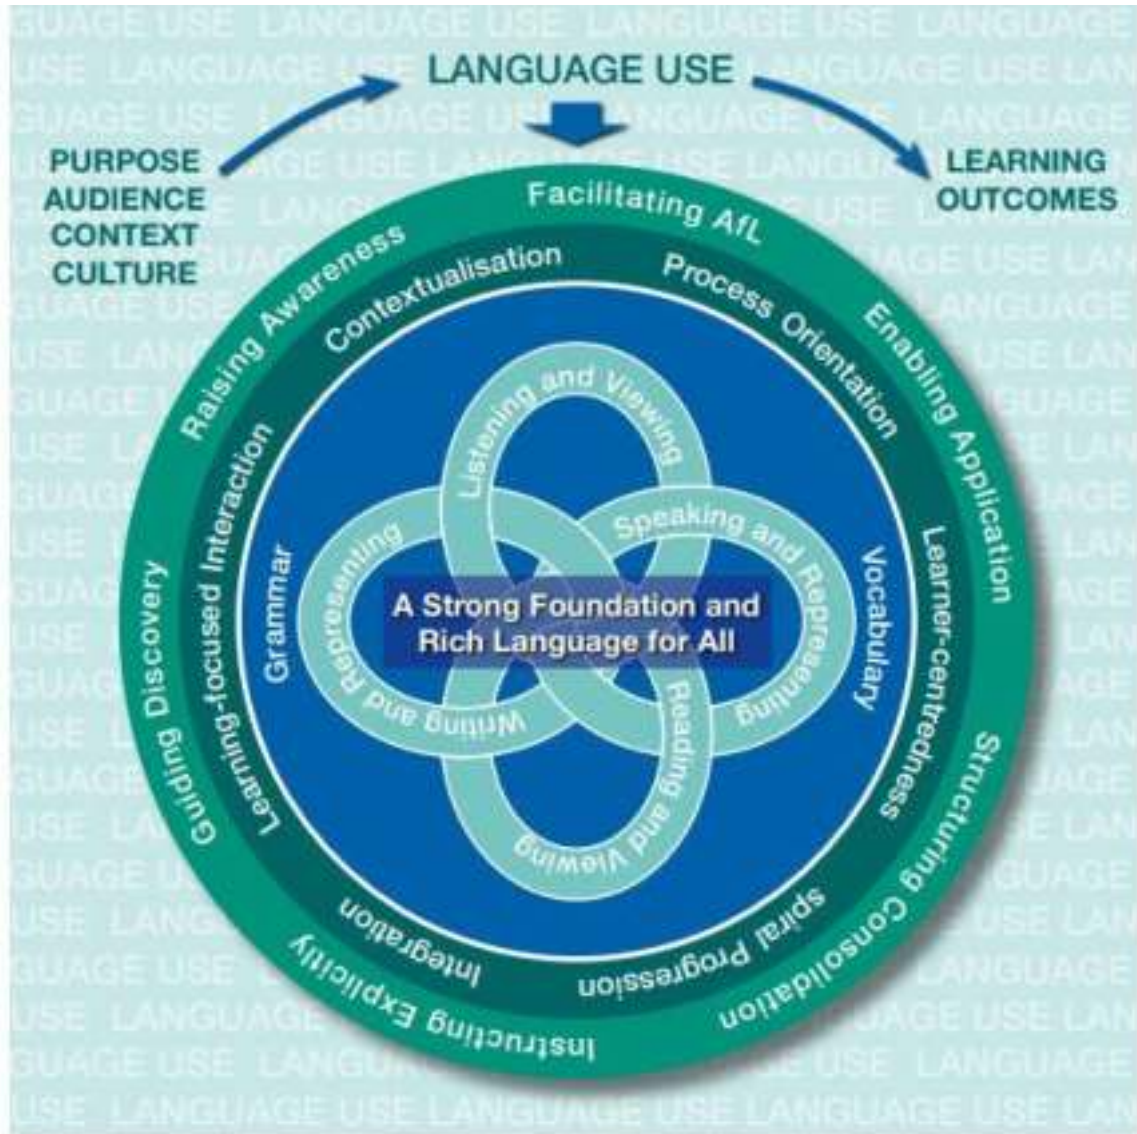 LANGUAGE USE
PURPOSE
AUDIENCE
CONTEXT
CULTURE
LEARNING
OUTCOMES
Facilitating AfL
Enabling Application
Structuring Consolidation
Instructing Explicitly
Guiding Discovery
Raising Awareness
Contextualisation
Process Orientation
Learner-centredness
spiral Progression
Integration
Learning-focused Interaction
Grammar
Vocabulary
Listening and Viewing
Speaking and Representing
Reading and Viewing
Writing and Representing
A Strong Foundation and
Rich Language for All